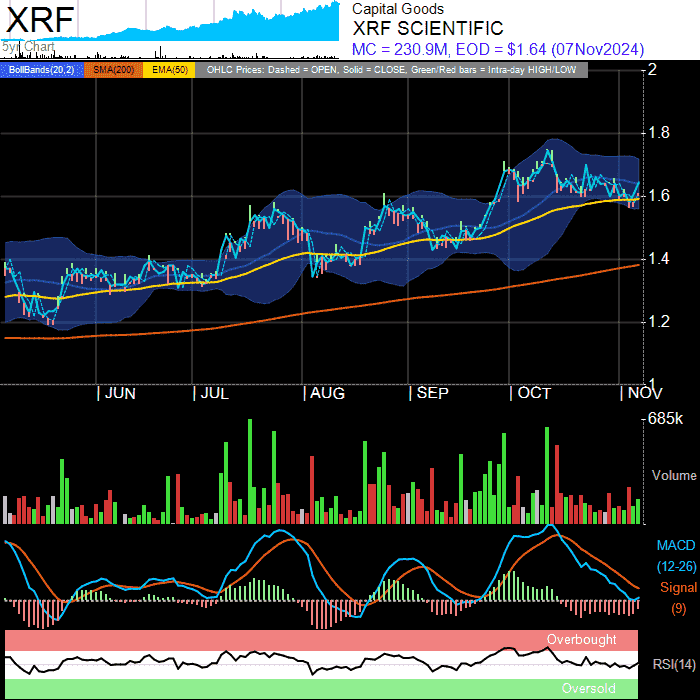 XRF
5yr Chart
Capital Goods
XRF SCIENTIFIC
MC = 230.9M, EOD = $1.64 (07Nov2024)
BollBands(20,2) SMA(200) EMA(50) OHLC Prices: Dashed = OPEN, Solid = CLOSE, Green/Red bars = Intra-day HIGH/LOW
2
1.8
1.6
1.4
1.2
1
JUN JUL AUG SEP OCT NOV
685k
Volume
MACD
(12-26)
Signal
(9)
Overbought
RSI(14)
Oversold